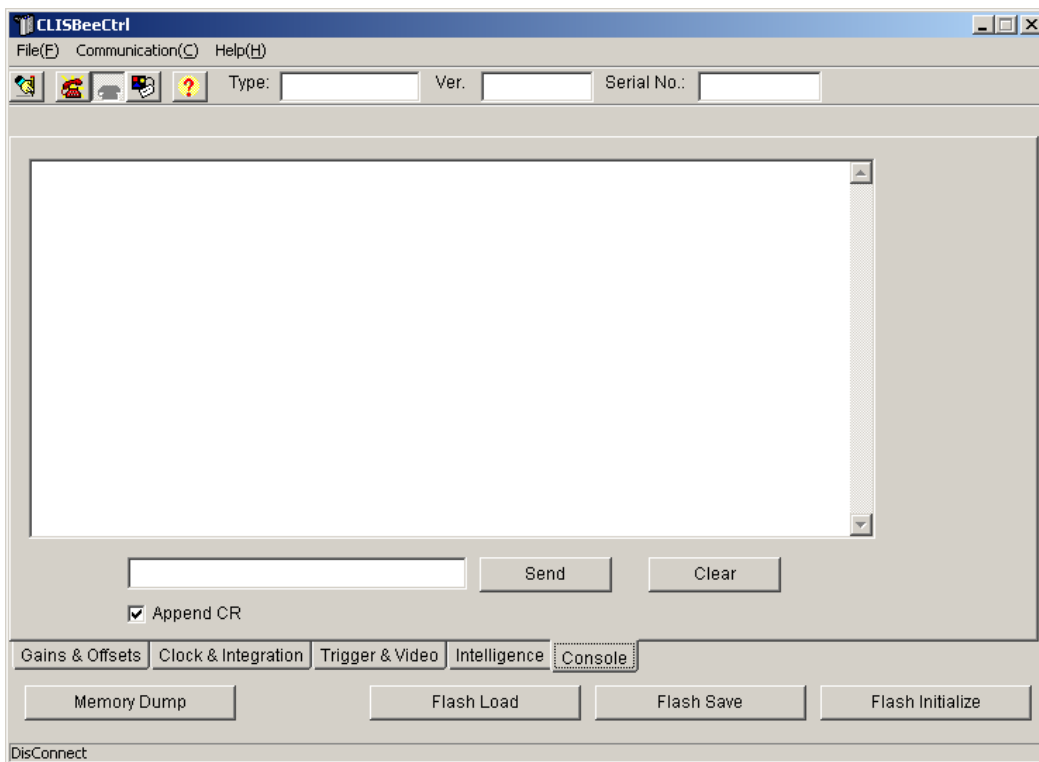 CLISBeeCtrl
File(F) Communication(C) Help(H)
? Type: Ver. Serial No.:
Send Clear
Append CR
Gains & Offsets Clock & Integration Trigger & Video Intelligence Console
Memory Dump Flash Load Flash Save Flash Initialize
DisConnect